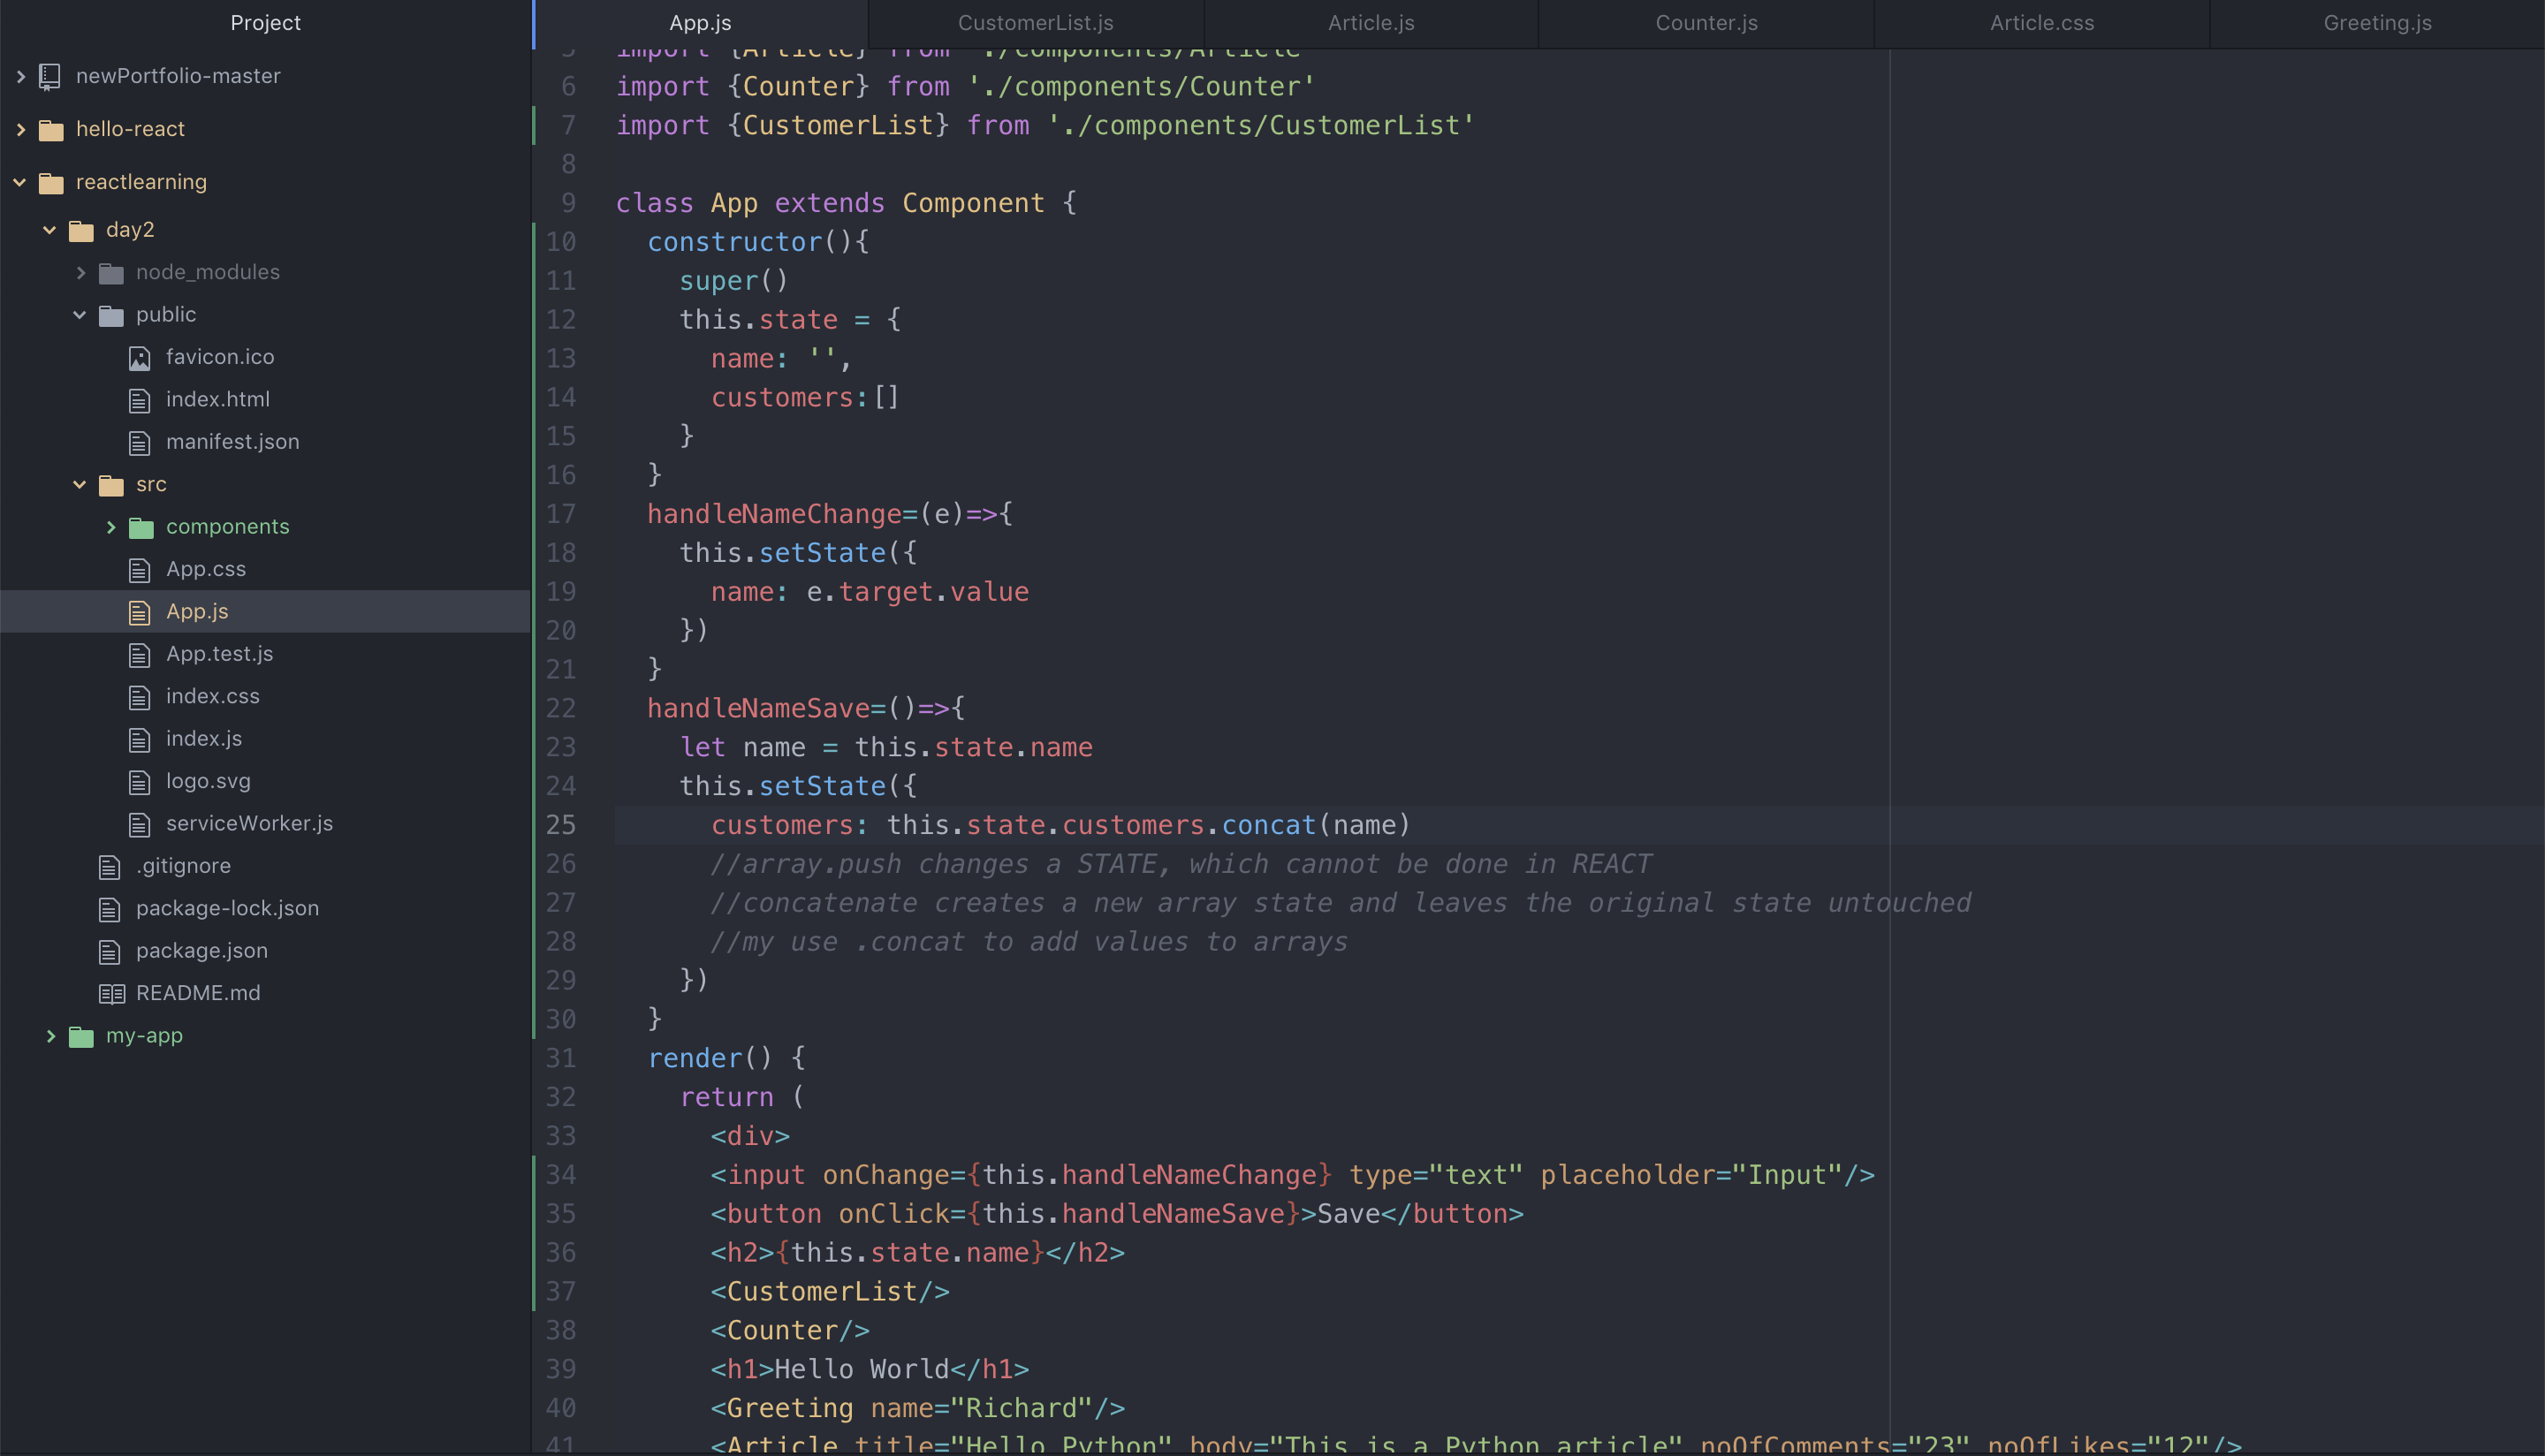 Project
newPortfolio-master
hello-react
reactlearning
day2
node_modules
public
favicon.ico
index.html
manifest.json
src
components
App.css
App.js
App.test.js
index.css
index.js
logo.svg
serviceWorker.js
.gitignore
package-lock.json
package.json
README.md
my-app
App.js CustomerList.js Article.js Counter.js Article.css Greeting.js
5 import {Article} from './components/Article'
6 import {Counter} from './components/Counter'
7 import {CustomerList} from './components/CustomerList'
8
9 class App extends Component {
10 constructor(){
11 super()
12 this.state = {
13 name: '',
14 customers:[]
15 }
16 }
17 handleNameChange=(e)=>{
18 this.setState({
19 name: e.target.value
20 })
21 }
22 handleNameSave=()=>{
23 let name = this.state.name
24 this.setState({
25 customers: this.state.customers.concat(name)
26 //array.push changes a STATE, which cannot be done in REACT
27 //concatenate creates a new array state and leaves the original state untouched
28 //my use .concat to add values to arrays
29 })
30 }
31 render() {
32 return (
33 <div>
34 <input onChange={this.handleNameChange} type="text" placeholder="Input"/>
35 <button onClick={this.handleNameSave}>Save</button>
36 <h2>{this.state.name}</h2>
37 <CustomerList/>
38 <Counter/>
39 <h1>Hello World</h1>
40 <Greeting name="Richard"/>
41 <Article title="Hello Python" body="This is a Python article" noOfComments="23" noOfLikes="12"/>